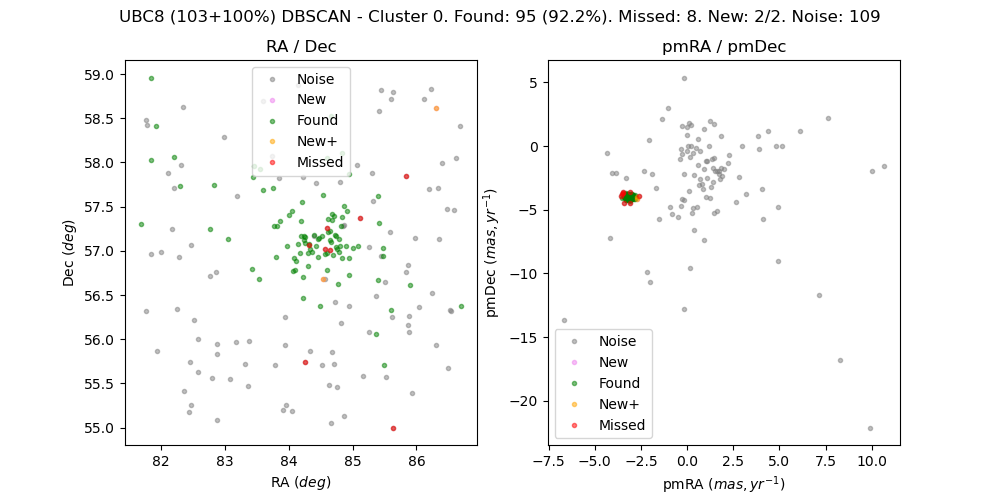 UBC8 (103+100%) DBSCAN - Cluster 0. Found: 95 (92.2%). Missed: 8. New: 2/2. Noise: 109
RA / Dec
59.0
58.5
58.0
57.5
57.0
56.5
56.0
55.5
55.0
Dec (deg)
Noise
New
Found
New+
Missed
82
83
84
85
86
RA (deg)
pmRA / pmDec
5
0
−5
−10
−15
−20
pmDec (mas, yr⁻¹)
Noise
New
Found
New+
Missed
−7.5
−5.0
−2.5
0.0
2.5
5.0
7.5
10.0
pmRA (mas, yr⁻¹)